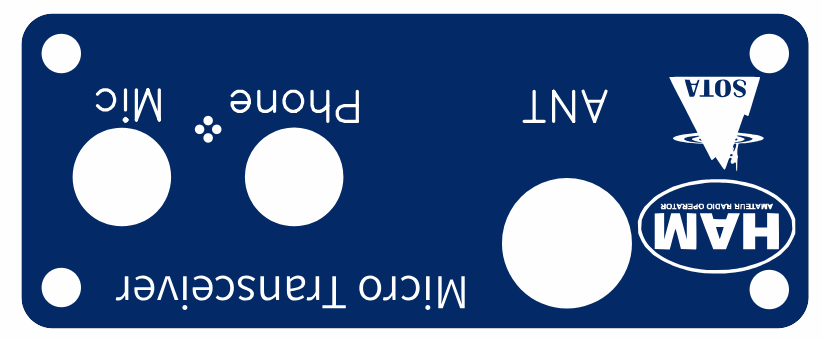 Micro Transceiver
HAM
AMATEUR RADIO OPERATOR
ANT
Phone
Mic
SOTA